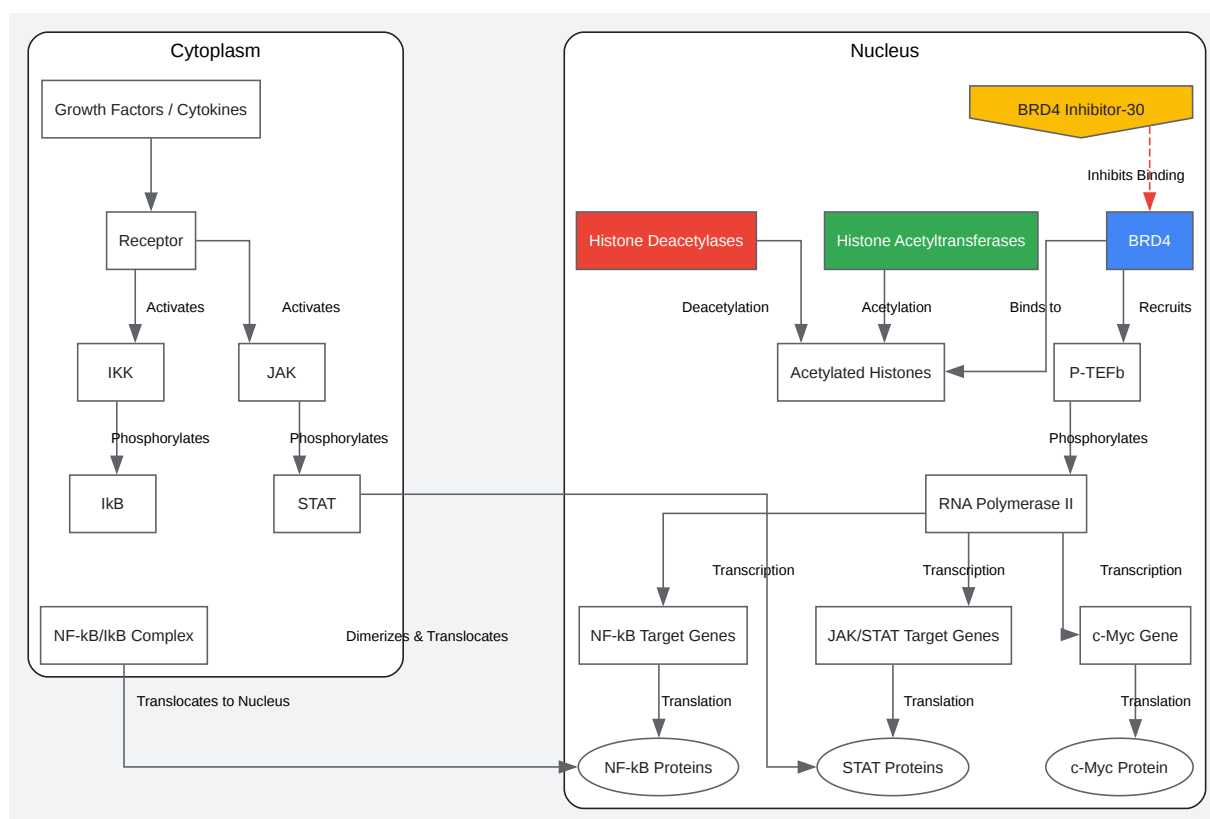 Cytoplasm
Nucleus
Growth Factors / Cytokines
BRD4 Inhibitor-30
Inhibits Binding
Receptor
Histone Deacetylases
Histone Acetyltransferases
BRD4
Activates
Activates
Deacetylation
Acetylation
Binds to
Recruits
IKK
JAK
Acetylated Histones
P-TEFb
Phosphorylates
Phosphorylates
Phosphorylates
IkB
STAT
RNA Polymerase II
Transcription
Transcription
Transcription
NF-kB/IkB Complex
Dimerizes & Translocates
NF-kB Target Genes
JAK/STAT Target Genes
c-Myc Gene
Translocates to Nucleus
Translation
Translation
Translation
NF-kB Proteins
STAT Proteins
c-Myc Protein